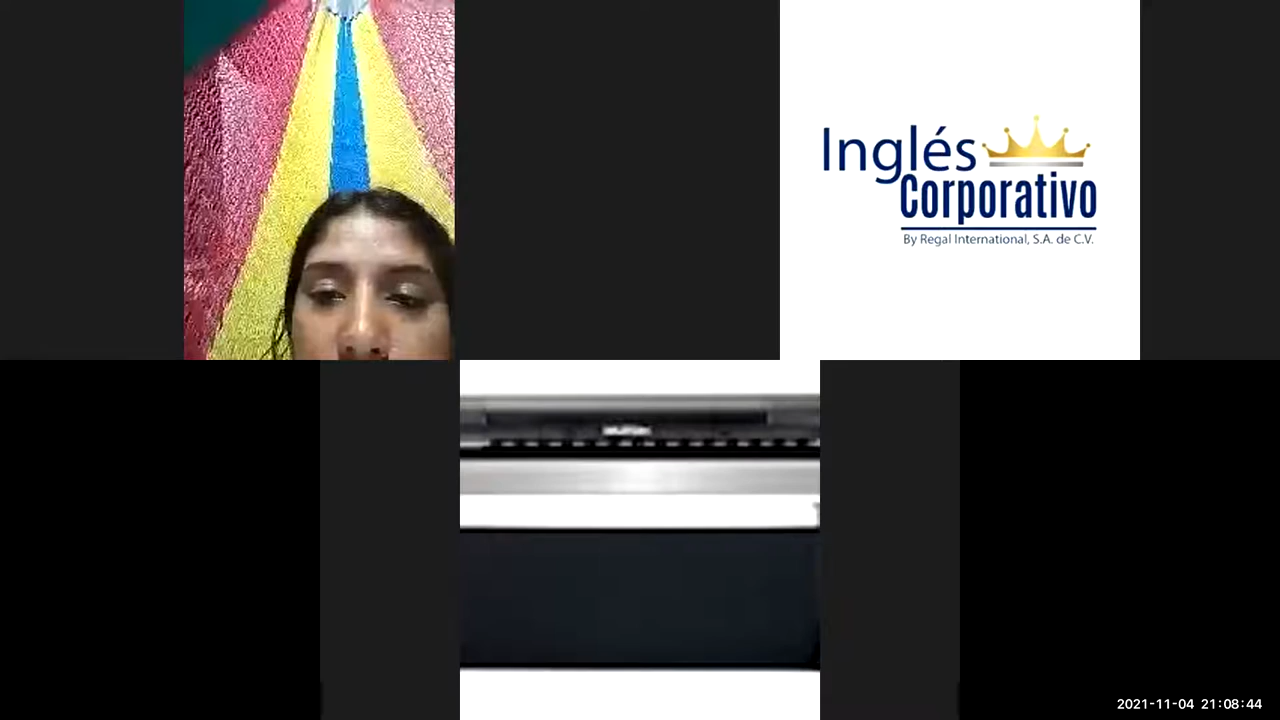 Inglés
Corporativo
By Regal International, S.A. de C.V.
2021-11-04 21:08:44